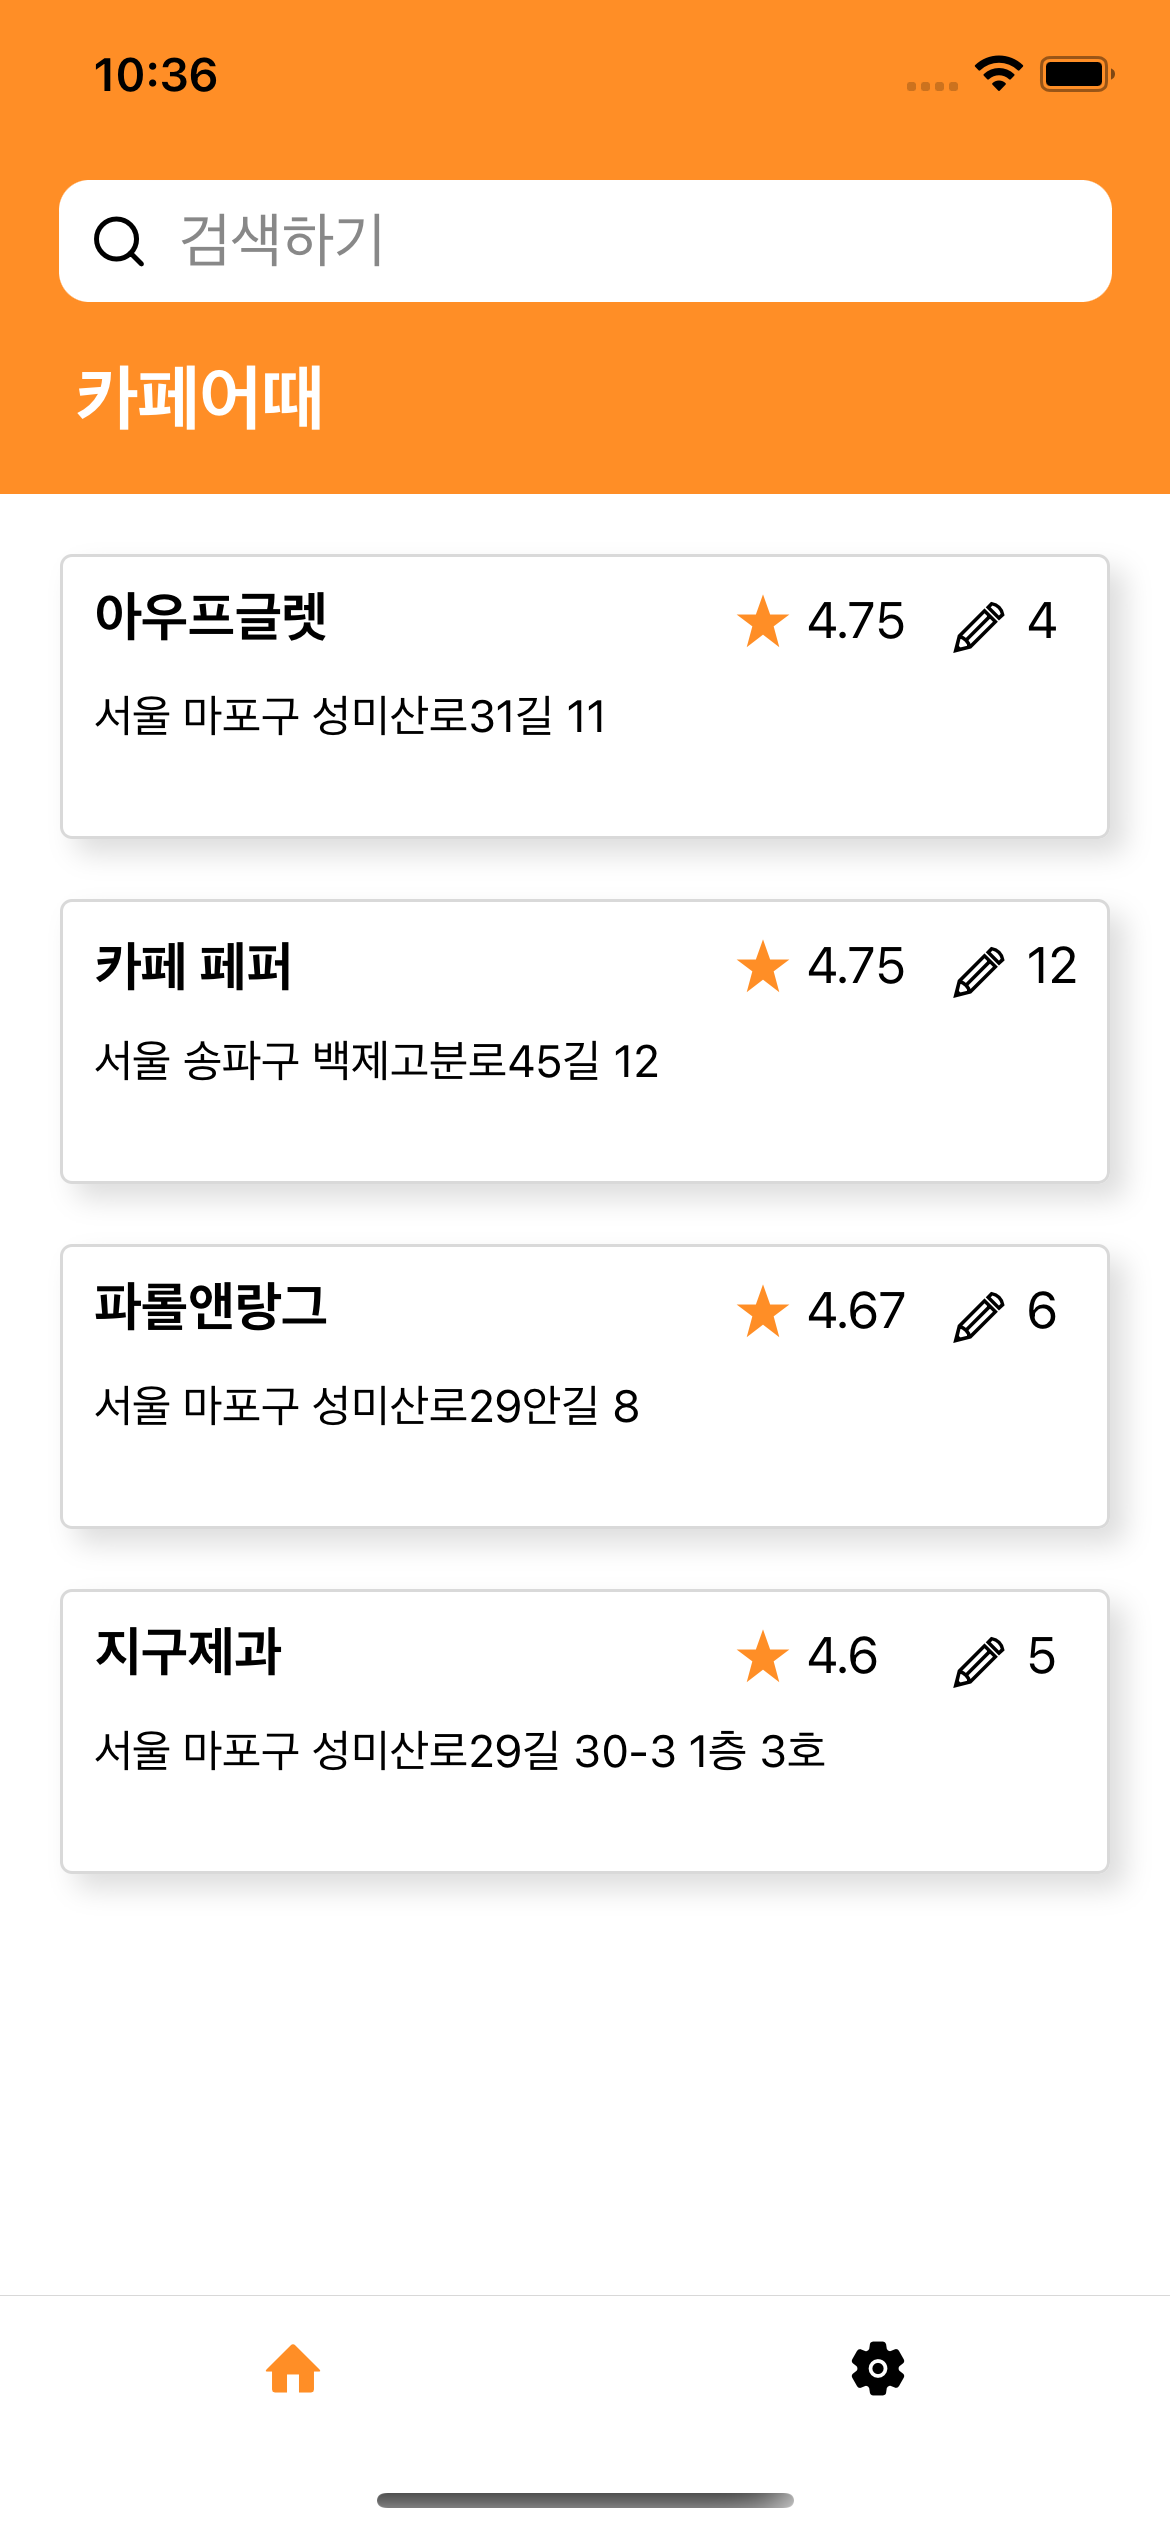 10:36
검색하기
카페어때
아우프글렛 4.75 4
서울 마포구 성미산로31길 11
카페 페퍼 4.75 12
서울 송파구 백제고분로45길 12
파롤앤랑그 4.67 6
서울 마포구 성미산로29안길 8
지구제과 4.6 5
서울 마포구 성미산로29길 30-3 1층 3호